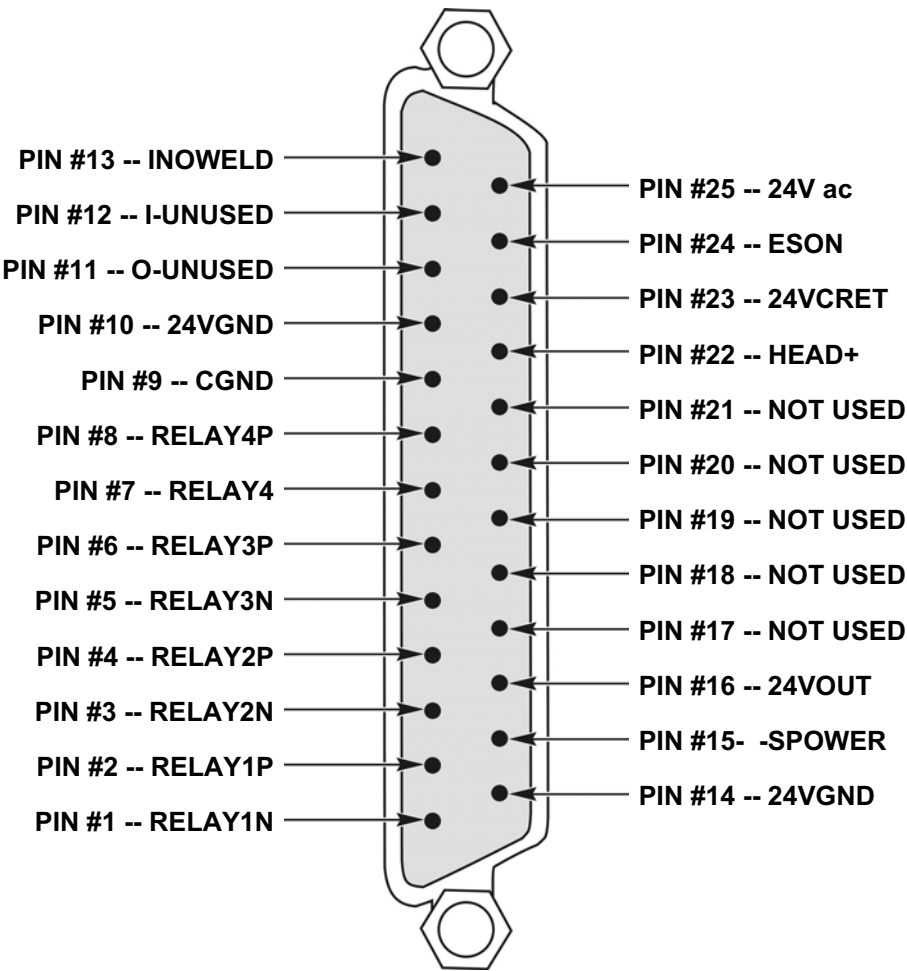 PIN #13 -- INOWELD
PIN #12 -- I-UNUSED
PIN #11 -- O-UNUSED
PIN #10 -- 24VGND
PIN #9 -- CGND
PIN #8 -- RELAY4P
PIN #7 -- RELAY4
PIN #6 -- RELAY3P
PIN #5 -- RELAY3N
PIN #4 -- RELAY2P
PIN #3 -- RELAY2N
PIN #2 -- RELAY1P
PIN #1 -- RELAY1N
PIN #25 -- 24V ac
PIN #24 -- ESON
PIN #23 -- 24VCRET
PIN #22 -- HEAD+
PIN #21 -- NOT USED
PIN #20 -- NOT USED
PIN #19 -- NOT USED
PIN #18 -- NOT USED
PIN #17 -- NOT USED
PIN #16 -- 24VOUT
PIN #15- -SPOWER
PIN #14 -- 24VGND